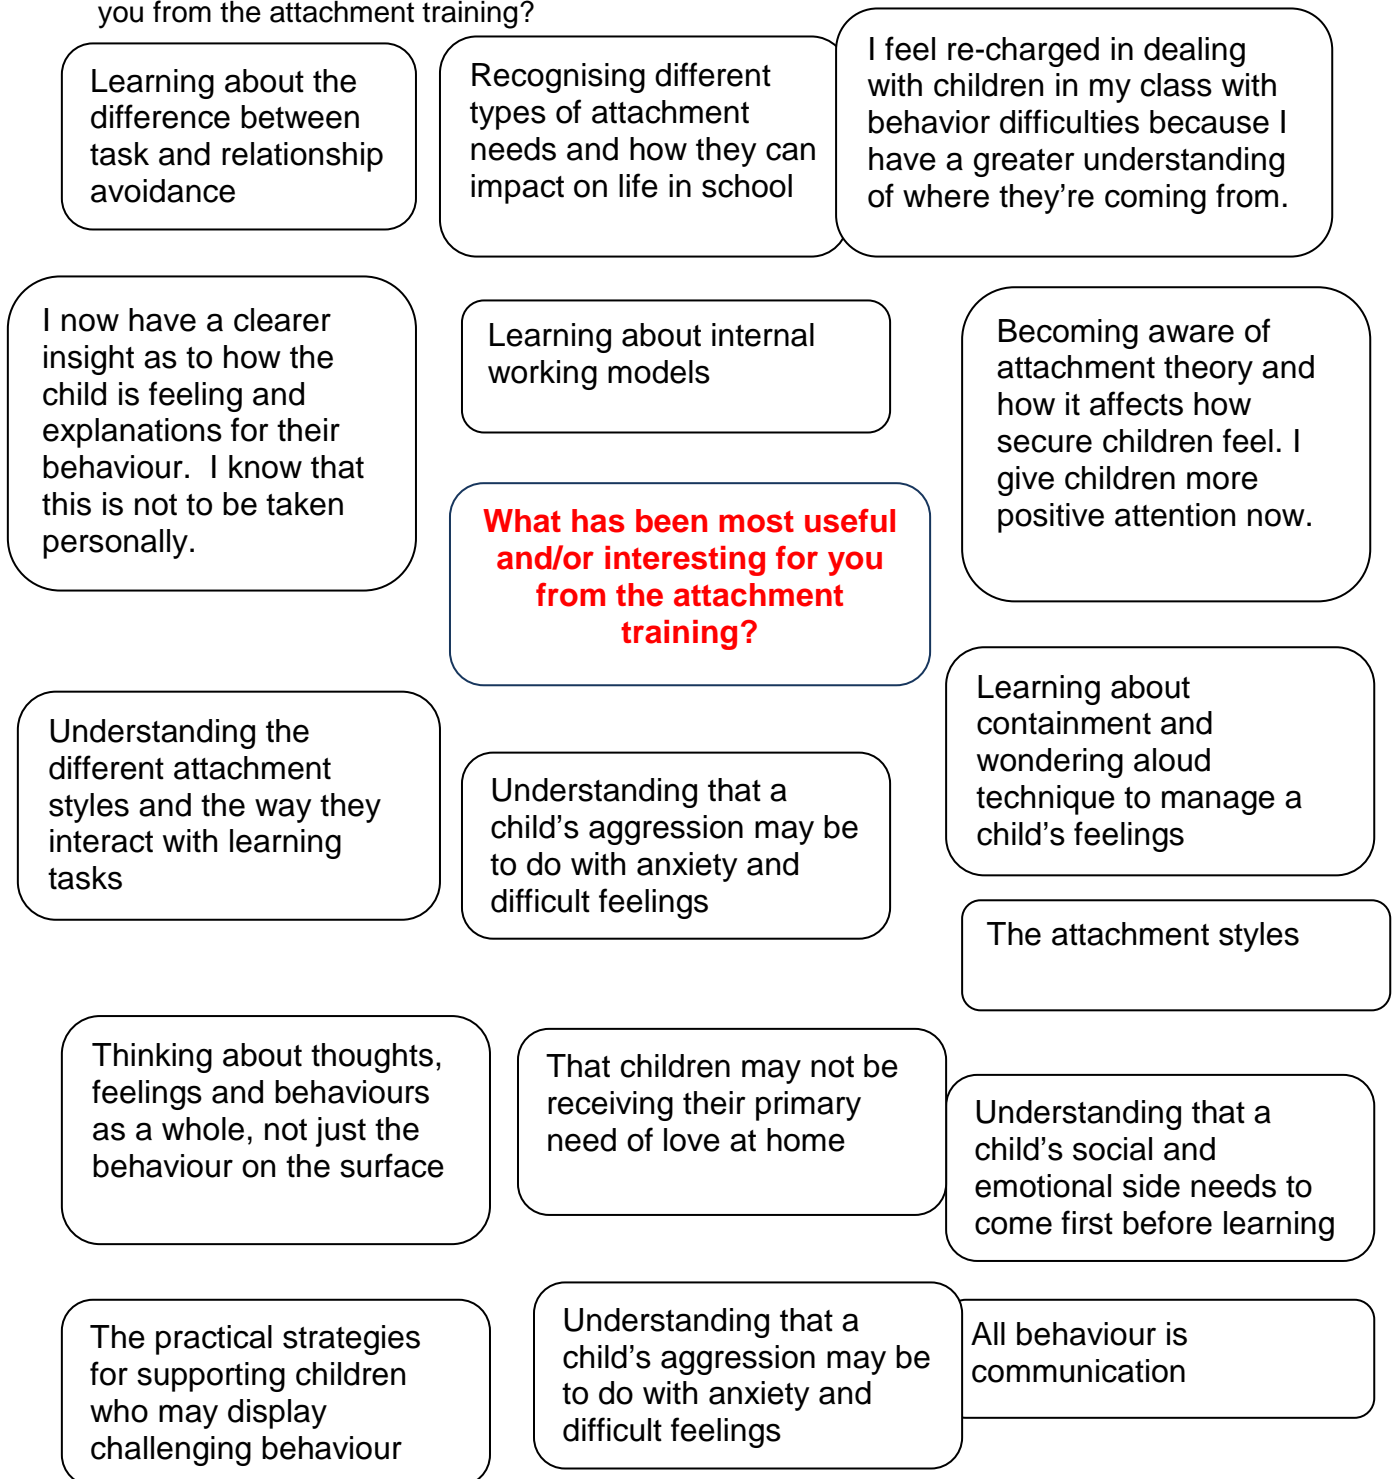 you from the attachment training?
Learning about the
difference between
task and relationship
avoidance
Recognising different
types of attachment
needs and how they can
impact on life in school
I feel re-charged in dealing
with children in my class with
behavior difficulties because I
have a greater understanding
of where they’re coming from.
I now have a clearer
insight as to how the
child is feeling and
explanations for their
behaviour.  I know that
this is not to be taken
personally.
Learning about internal
working models
Becoming aware of
attachment theory and
how it affects how
secure children feel. I
give children more
positive attention now.
What has been most useful
and/or interesting for you
from the attachment
training?
Understanding the
different attachment
styles and the way they
interact with learning
tasks
Understanding that a
child’s aggression may be
to do with anxiety and
difficult feelings
Learning about
containment and
wondering aloud
technique to manage a
child’s feelings
The attachment styles
Thinking about thoughts,
feelings and behaviours
as a whole, not just the
behaviour on the surface
That children may not be
receiving their primary
need of love at home
Understanding that a
child’s social and
emotional side needs to
come first before learning
The practical strategies
for supporting children
who may display
challenging behaviour
Understanding that a
child’s aggression may be
to do with anxiety and
difficult feelings
All behaviour is
communication